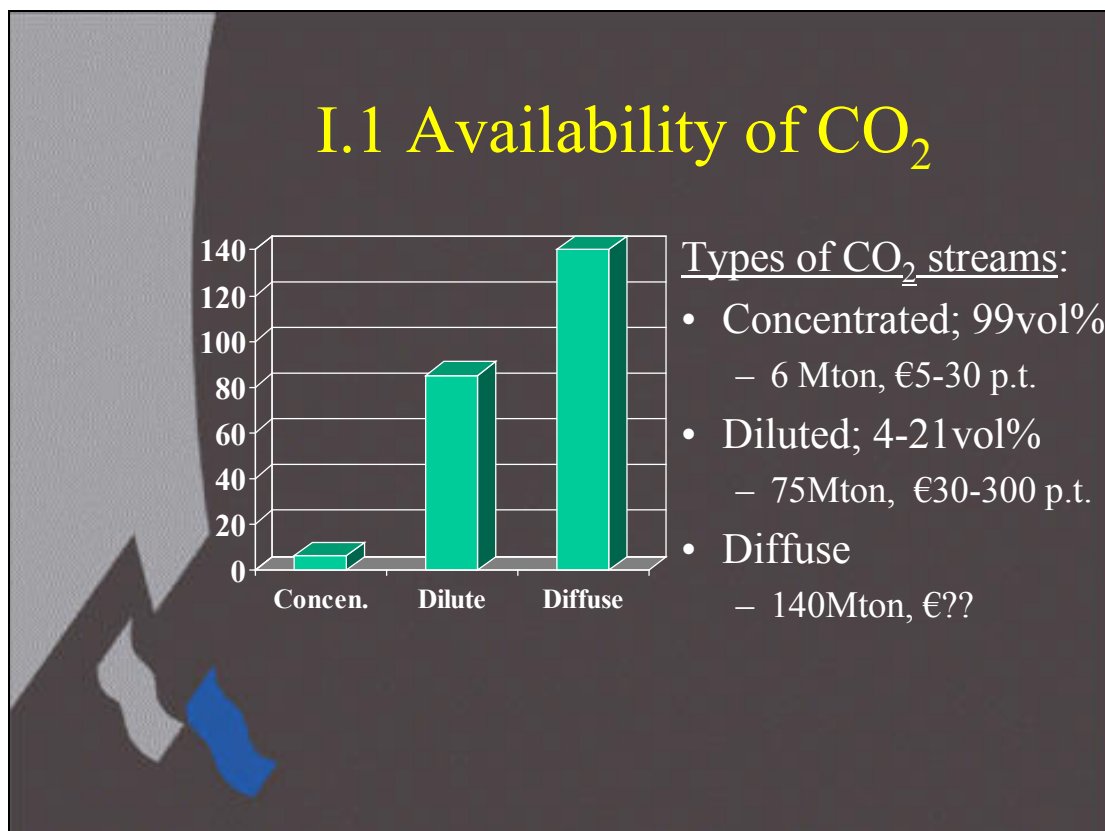 I.1 Availability of CO₂
140
120
100
80
60
40
20
0
Concen.
Dilute
Diffuse
Types of CO₂ streams:
• Concentrated; 99vol%
– 6 Mton, €5-30 p.t.
• Diluted; 4-21vol%
– 75Mton, €30-300 p.t.
• Diffuse
– 140Mton, €??